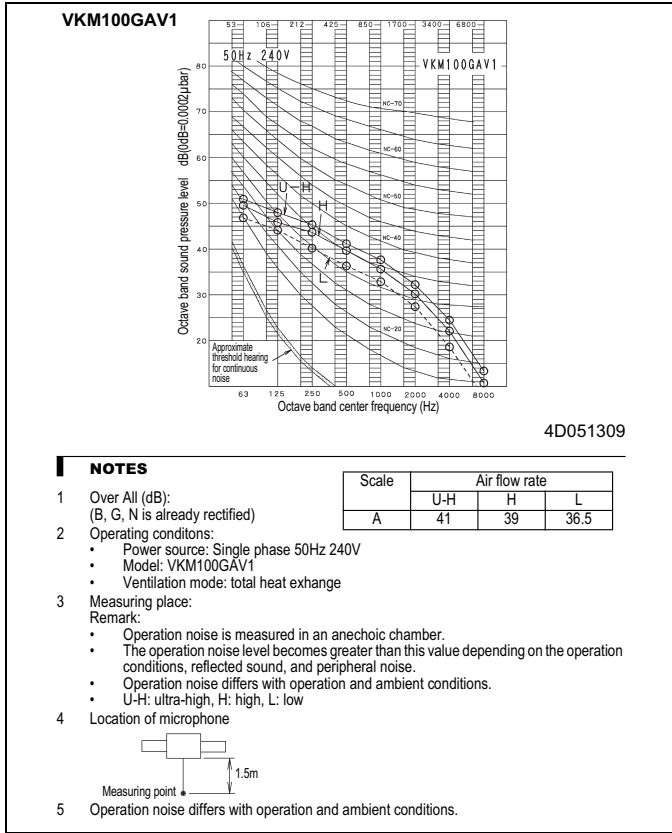 VKM100GAV1
53 106 212 425 850 1700 3400 6800
50Hz 240V
VKM100GAV1
dB(0dB=0.0002µbar)
Octave band sound pressure level
80
70
60
50
40
30
20
NC-70
NC-60
NC-50
NC-40
NC-20
U-H
H
L
Approximate
threshold hearing
for continuous
noise
63 125 250 500 1000 2000 4000 8000
Octave band center frequency (Hz)
4D051309
NOTES
1 Over All (dB):
(B, G, N is already rectified)
Scale Air flow rate
U-H H L
A 41 39 36.5
2 Operating conditons:
• Power source: Single phase 50Hz 240V
• Model: VKM100GAV1
• Ventilation mode: total heat exhange
3 Measuring place:
Remark:
• Operation noise is measured in an anechoic chamber.
• The operation noise level becomes greater than this value depending on the operation
conditions, reflected sound, and peripheral noise.
• Operation noise differs with operation and ambient conditions.
• U-H: ultra-high, H: high, L: low
4 Location of microphone
1.5m
Measuring point
5 Operation noise differs with operation and ambient conditions.